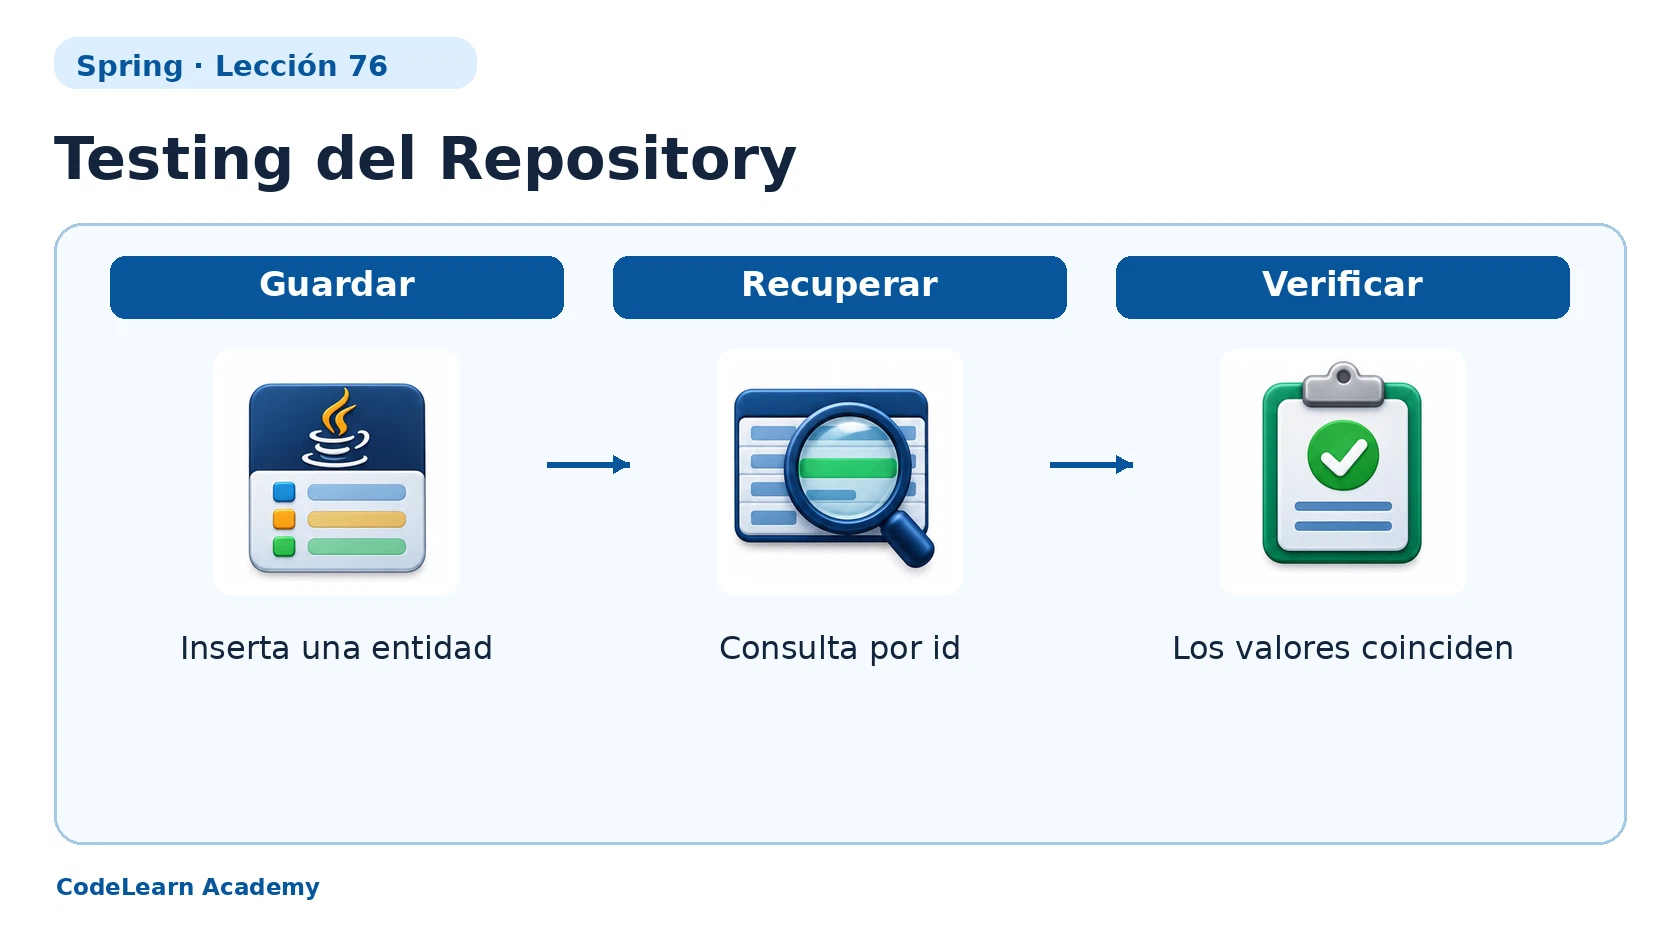 Spring · Lección 76
Testing del Repository
Guardar
Recuperar
Verificar
Inserta una entidad
Consulta por id
Los valores coinciden
CodeLearn Academy